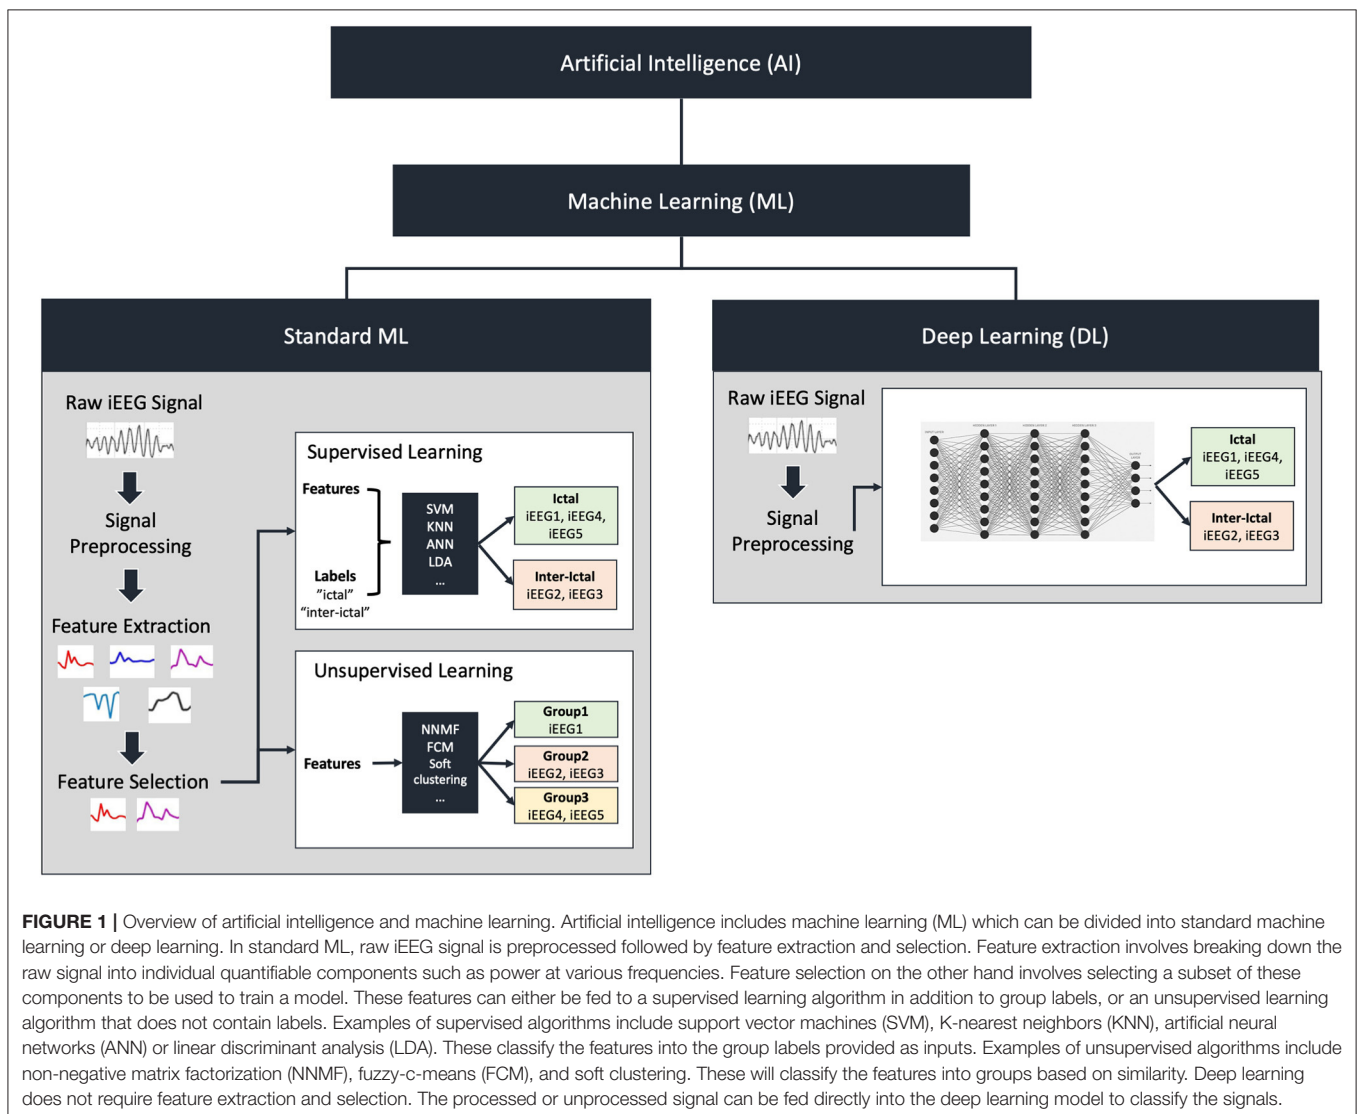 Artificial Intelligence (AI)
Machine Learning (ML)
Standard ML
Raw iEEG Signal
Signal
Preprocessing
Feature Extraction
Feature Selection
Supervised Learning
Features
Labels
"ictal"
"inter-ictal"
SVM
KNN
ANN
LDA
...
Ictal
iEEG1, iEEG4,
iEEG5
Inter-Ictal
iEEG2, iEEG3
Unsupervised Learning
Features
NNMF
FCM
Soft
clustering
...
Group1
iEEG1
Group2
iEEG2, iEEG3
Group3
iEEG4, iEEG5
Deep Learning (DL)
Raw iEEG Signal
Signal
Preprocessing
Ictal
iEEG1, iEEG4,
iEEG5
Inter-Ictal
iEEG2, iEEG3
FIGURE 1 | Overview of artificial intelligence and machine learning. Artificial intelligence includes machine learning (ML) which can be divided into standard machine
learning or deep learning. In standard ML, raw iEEG signal is preprocessed followed by feature extraction and selection. Feature extraction involves breaking down the
raw signal into individual quantifiable components such as power at various frequencies. Feature selection on the other hand involves selecting a subset of these
components to be used to train a model. These features can either be fed to a supervised learning algorithm in addition to group labels, or an unsupervised learning
algorithm that does not contain labels. Examples of supervised algorithms include support vector machines (SVM), K-nearest neighbors (KNN), artificial neural
networks (ANN) or linear discriminant analysis (LDA). These classify the features into the group labels provided as inputs. Examples of unsupervised algorithms include
non-negative matrix factorization (NNMF), fuzzy-c-means (FCM), and soft clustering. These will classify the features into groups based on similarity. Deep learning
does not require feature extraction and selection. The processed or unprocessed signal can be fed directly into the deep learning model to classify the signals.